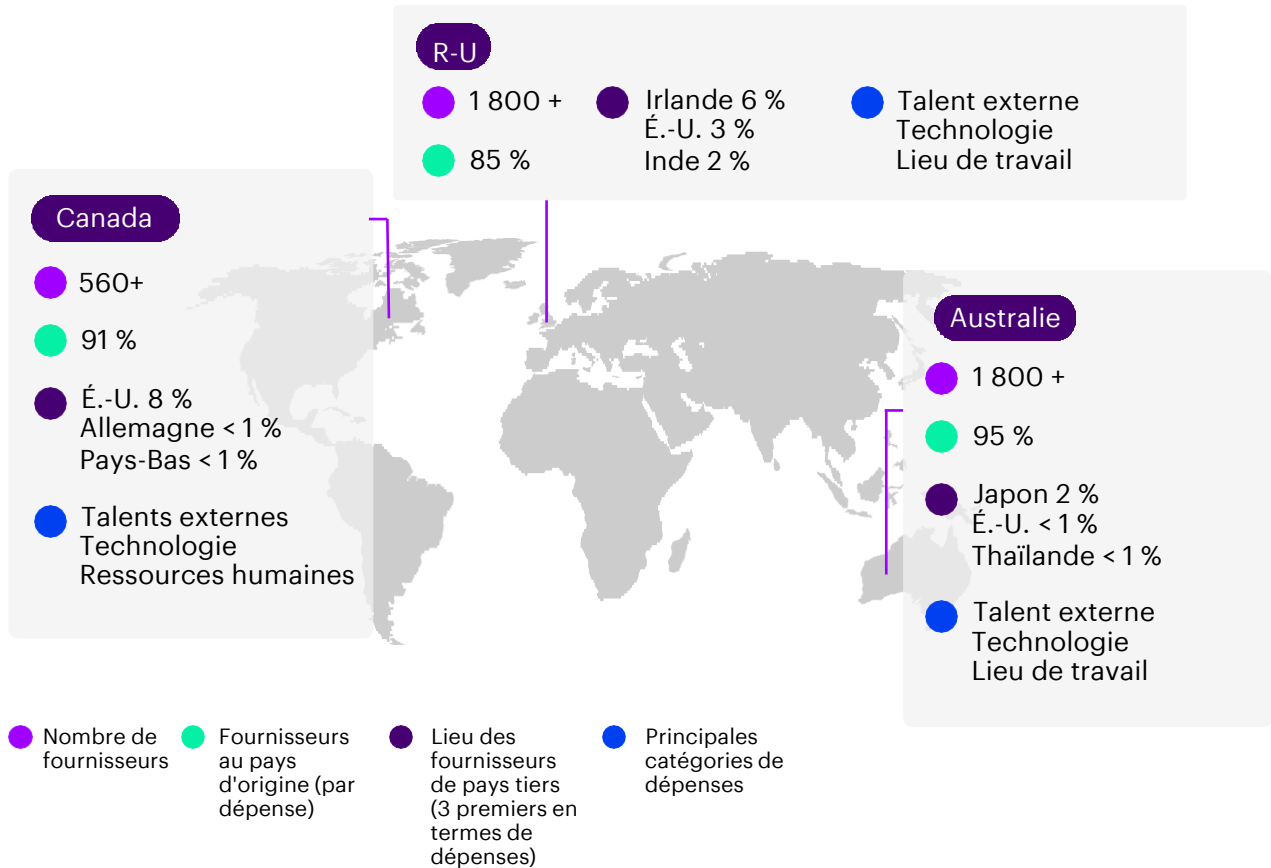 R-U
1 800 +
85 %
Irlande 6 %
É.-U. 3 %
Inde 2 %
Talent externe
Technologie
Lieu de travail
Canada
560+
91 %
É.-U. 8 %
Allemagne < 1 %
Pays-Bas < 1 %
Talents externes
Technologie
Ressources humaines
Australie
1 800 +
95 %
Japon 2 %
É.-U. < 1 %
Thaïlande < 1 %
Talent externe
Technologie
Lieu de travail
Nombre de
fournisseurs
Fournisseurs
au pays
d'origine (par
dépense)
Lieu des
fournisseurs
de pays tiers
(3 premiers en
termes de
dépenses)
Principales
catégories de
dépenses